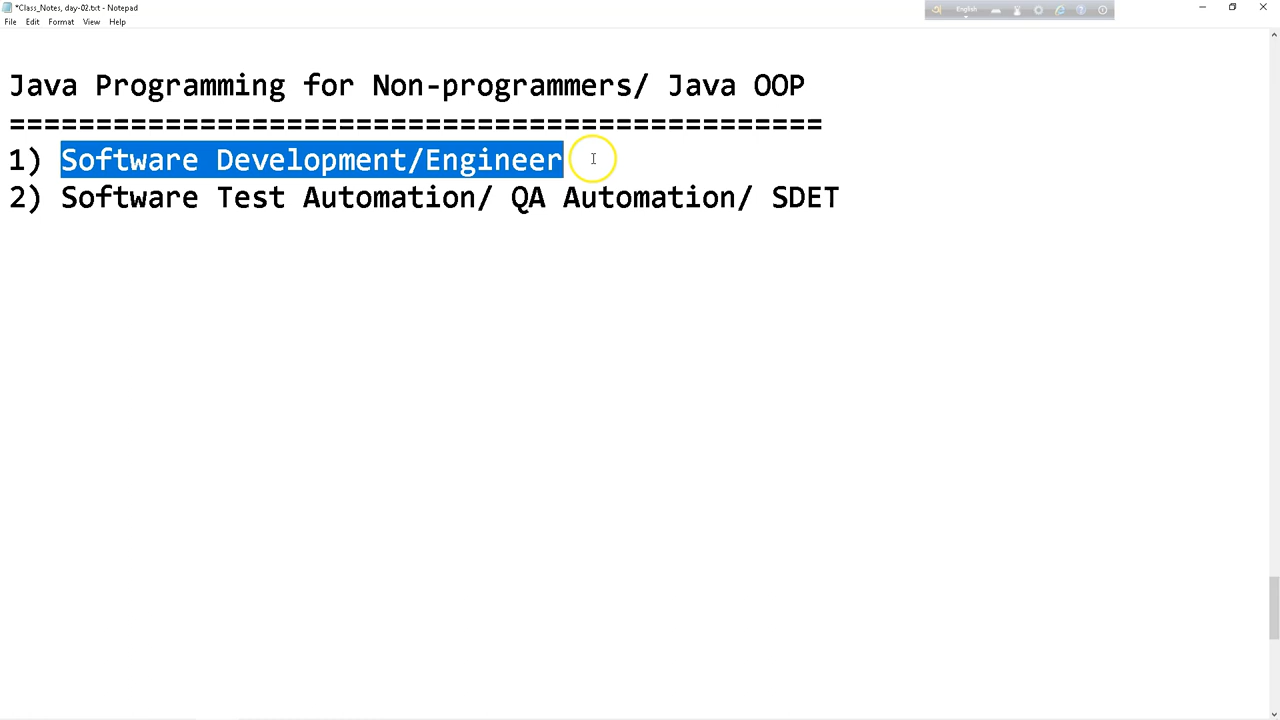 *Class_Notes, day-02.txt - Notepad
English
File Edit Format View Help
Java Programming for Non-programmers/ Java OOP
===============================================
1) Software Development/Engineer
2) Software Test Automation/ QA Automation/ SDET